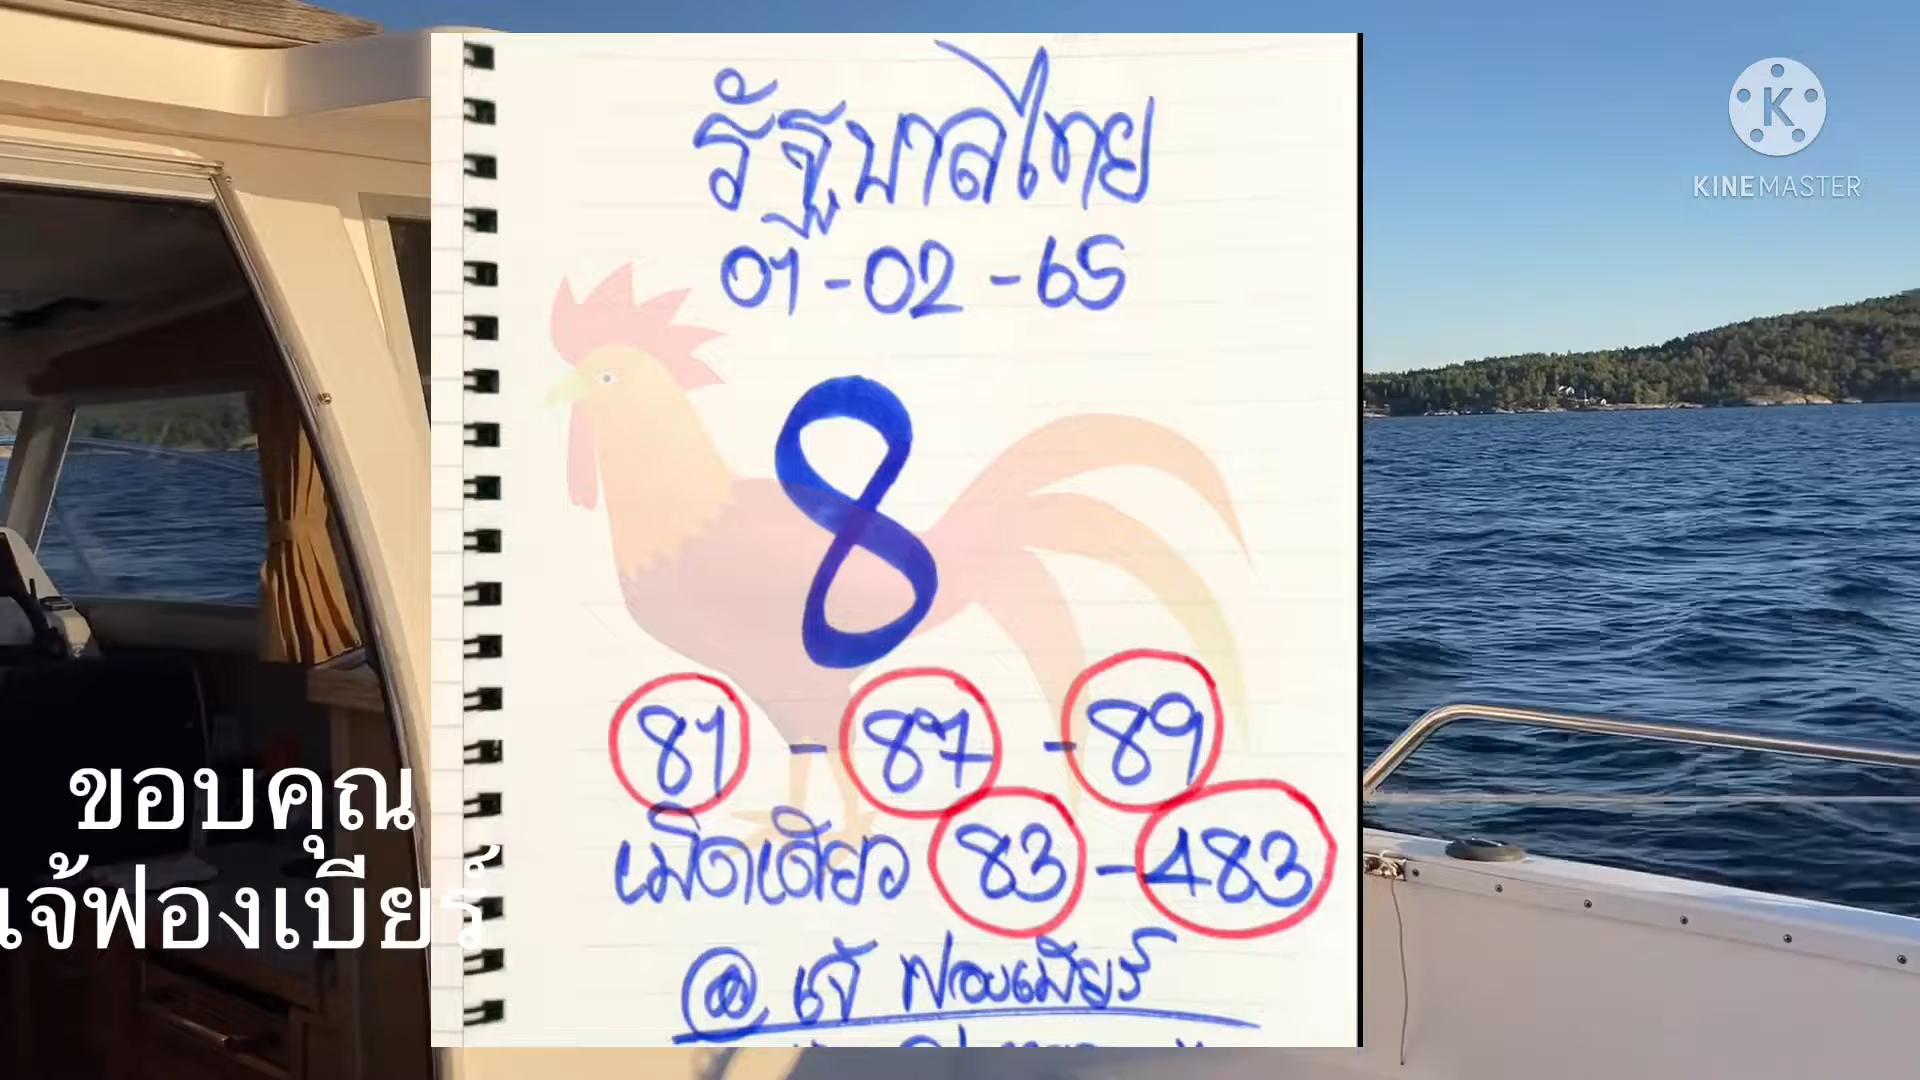 รัฐบาลไทย
01-02-65
8
81 - 87 - 89
เม็ดเดียว 83 - 483
@ เจ้ ฟองเบียร์
ขอบคุณ
เจ้ฟองเบียร์
KINEMASTER